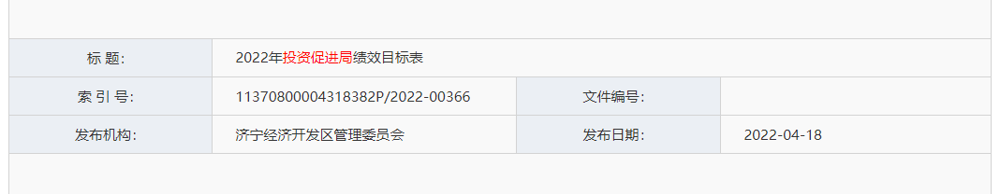 标 题： 2022年投资促进局绩效目标表
索 引 号： 11370800004318382P/2022-00366 文件编号：
发布机构： 济宁经济开发区管理委员会 发布日期： 2022-04-18